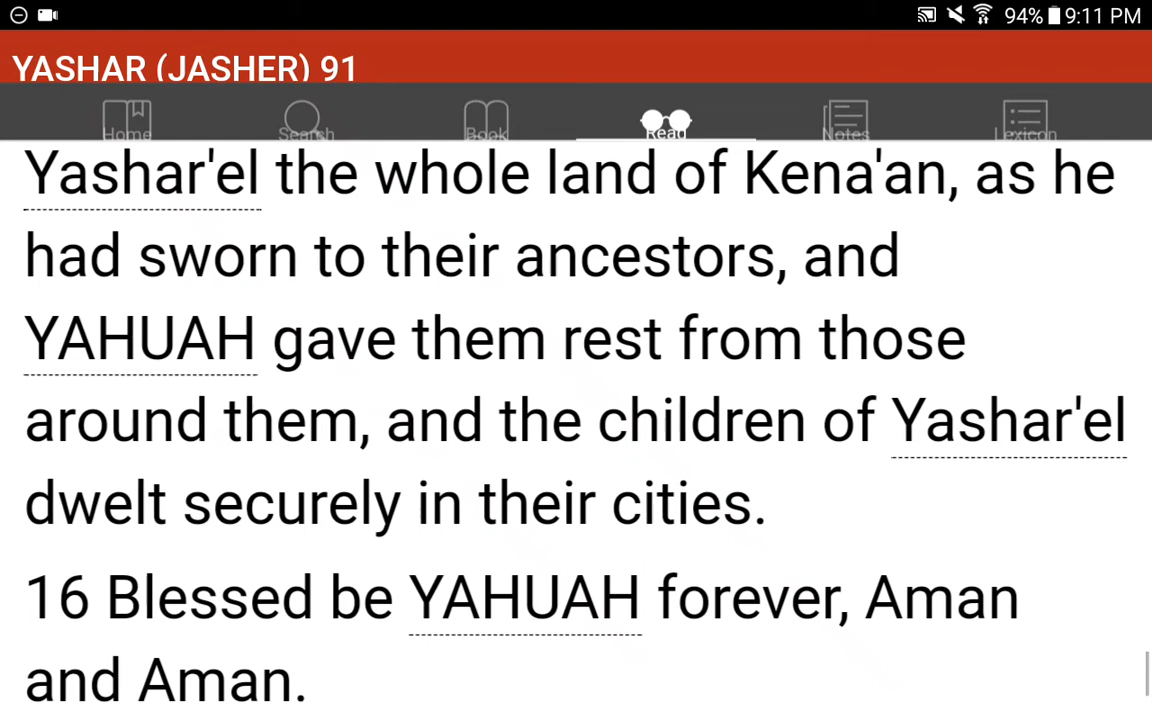 94% 9:11 PM
YASHAR (JASHER) 91
Home Search Book Read Notes Lexicon
Yashar'el the whole land of Kena'an, as he
had sworn to their ancestors, and
YAHUAH gave them rest from those
around them, and the children of Yashar'el
dwelt securely in their cities.
16 Blessed be YAHUAH forever, Aman
and Aman.